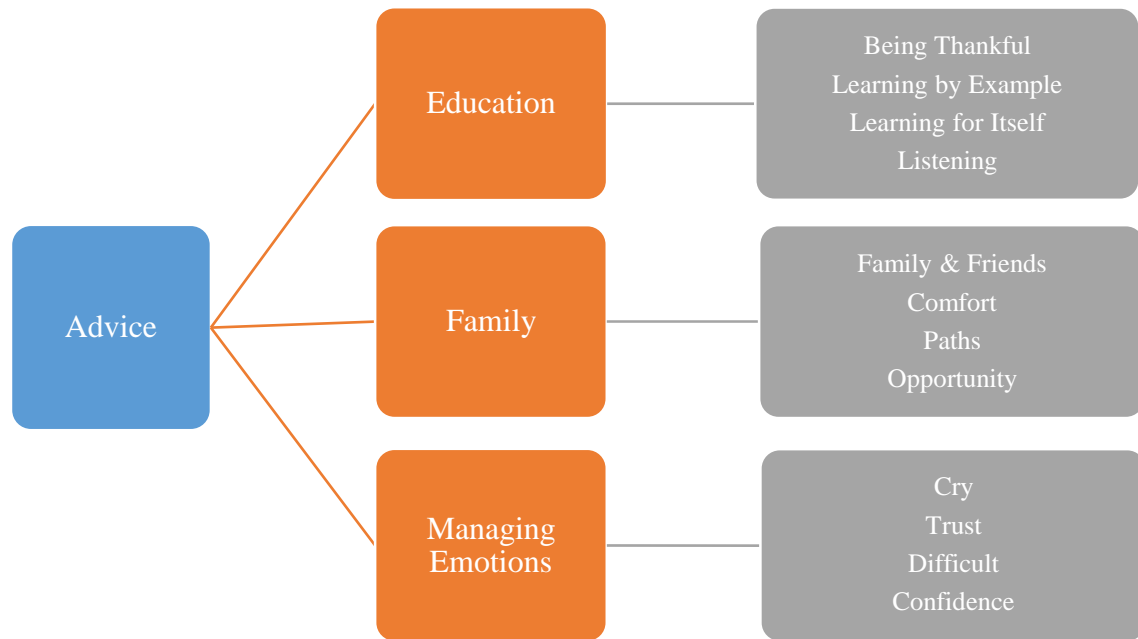 Advice
Education
Being Thankful
Learning by Example
Learning for Itself
Listening
Family
Family & Friends
Comfort
Paths
Opportunity
Managing
Emotions
Cry
Trust
Difficult
Confidence